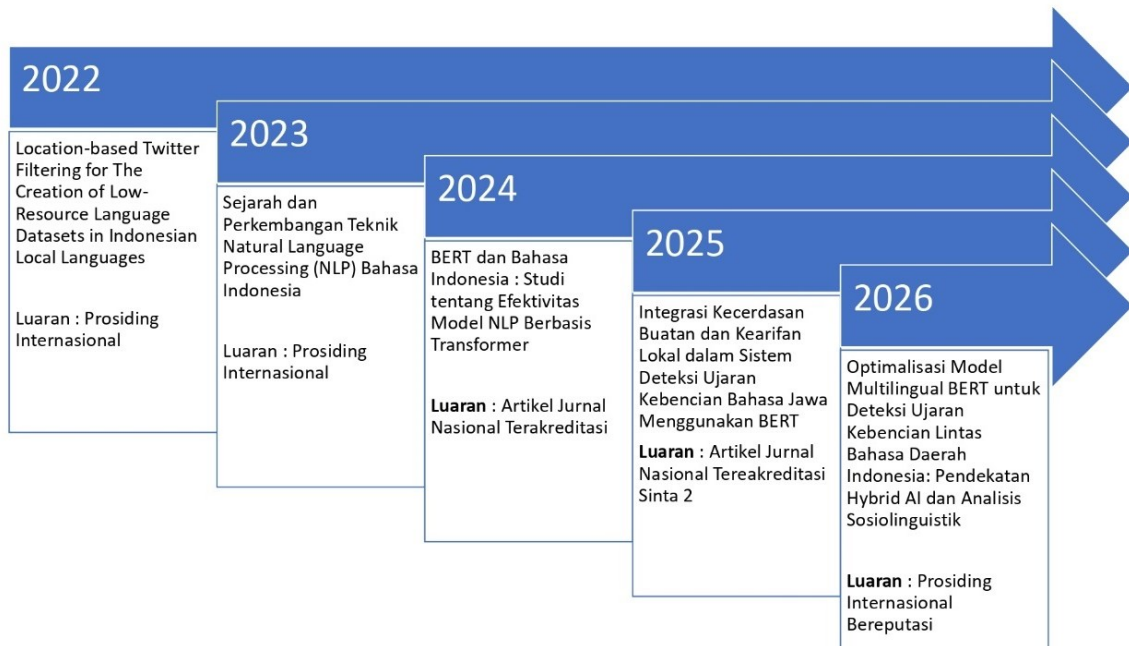 2022
Location-based Twitter
Filtering for The
Creation of Low-
Resource Language
Datasets in Indonesian
Local Languages
Luaran : Prosiding
Internasional
2023
Sejarah dan
Perkembangan Teknik
Natural Language
Processing (NLP) Bahasa
Indonesia
Luaran : Prosiding
Internasional
2024
BERT dan Bahasa
Indonesia : Studi
tentang Efektivitas
Model NLP Berbasis
Transformer
Luaran : Artikel Jurnal
Nasional Terakreditasi
2025
Integrasi Kecerdasan
Buatan dan Kearifan
Lokal dalam Sistem
Deteksi Ujaran
Kebencian Bahasa Jawa
Menggunakan BERT
Luaran : Artikel Jurnal
Nasional Tereakreditasi
Sinta 2
2026
Optimalisasi Model
Multilingual BERT untuk
Deteksi Ujaran
Kebencian Lintas
Bahasa Daerah
Indonesia: Pendekatan
Hybrid AI dan Analisis
Sosiolinguistik
Luaran : Prosiding
Internasional
Bereputasi